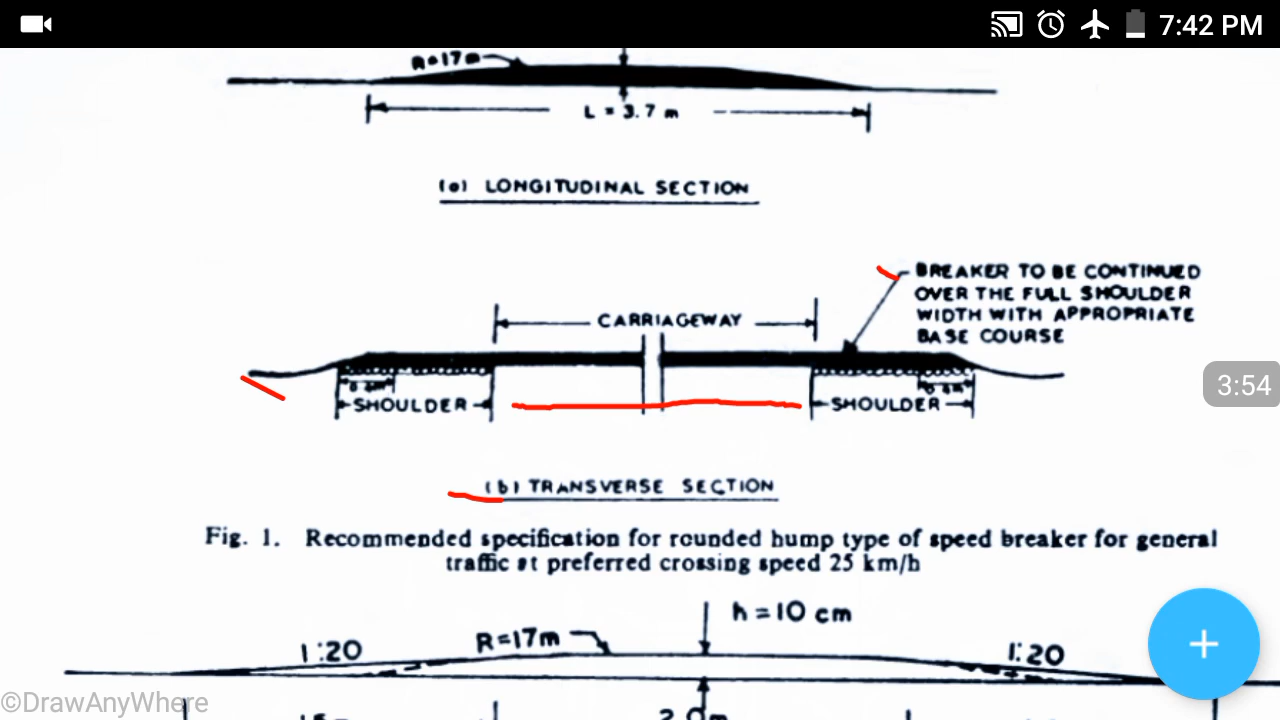 7:42 PM
R=17m
L = 3.7 m
(a) LONGITUDINAL SECTION
BREAKER TO BE CONTINUED
OVER THE FULL SHOULDER
WIDTH WITH APPROPRIATE
BASE COURSE
CARRIAGEWAY
3:54
SHOULDER
SHOULDER
(b) TRANSVERSE SECTION
Fig. 1. Recommended specification for rounded hump type of speed breaker for general
traffic at preferred crossing speed 25 km/h
h = 10 cm
R=17m
1:20
1:20
+
©DrawAnyWhere